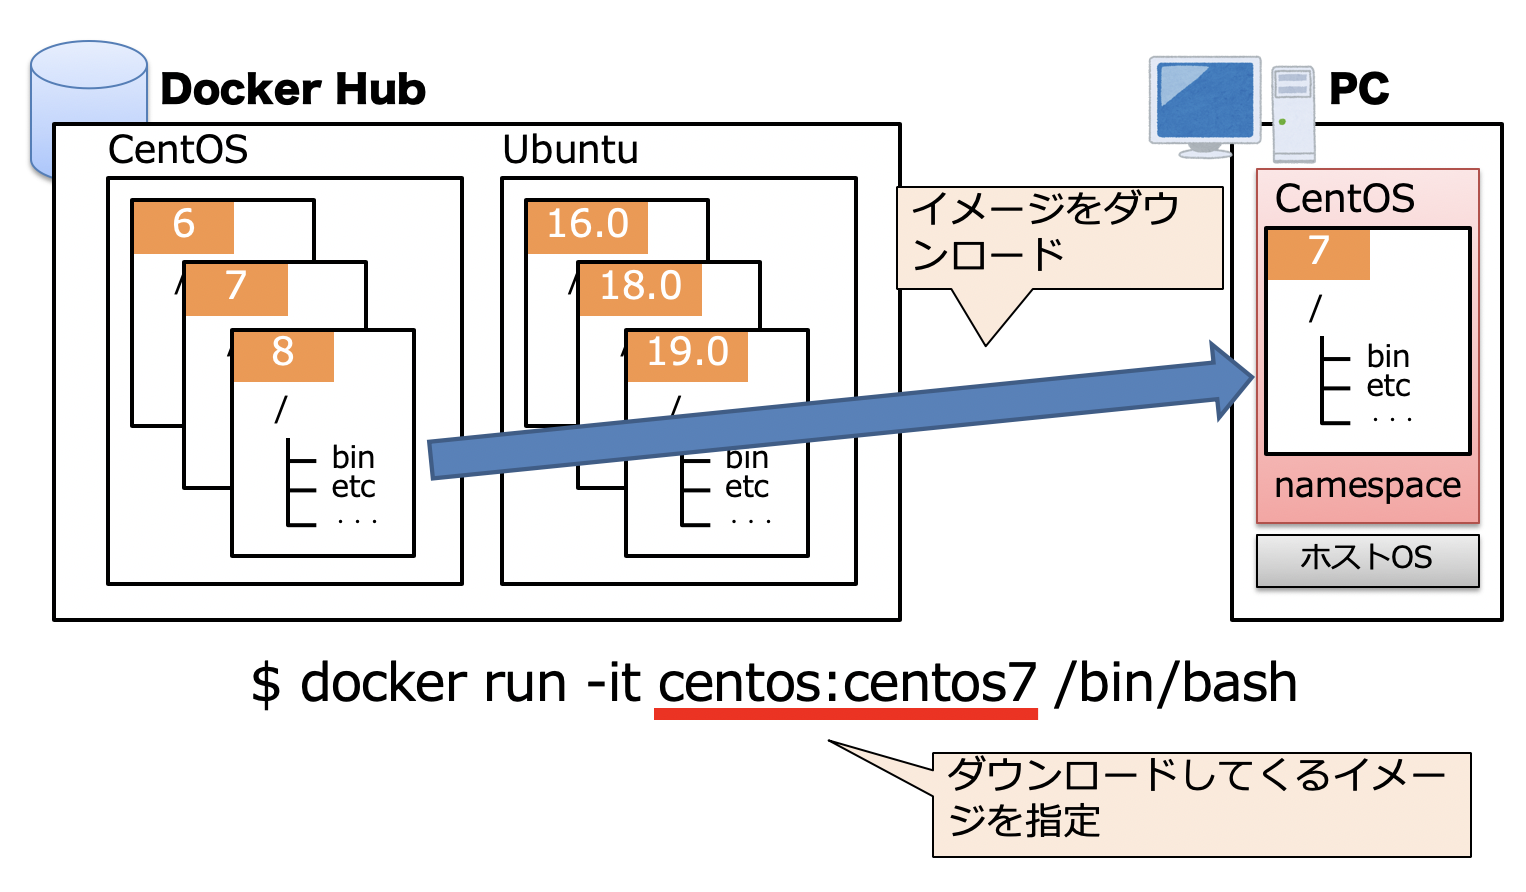 Docker Hub
CentOS
6
/
7
/
8
/
bin
etc
...
Ubuntu
16.0
/
18.0
/
19.0
/
bin
etc
...
イメージをダウ
ンロード
PC
CentOS
7
/
bin
etc
...
namespace
ホストOS
$ docker run -it centos:centos7 /bin/bash
ダウンロードしてくるイメー
ジを指定